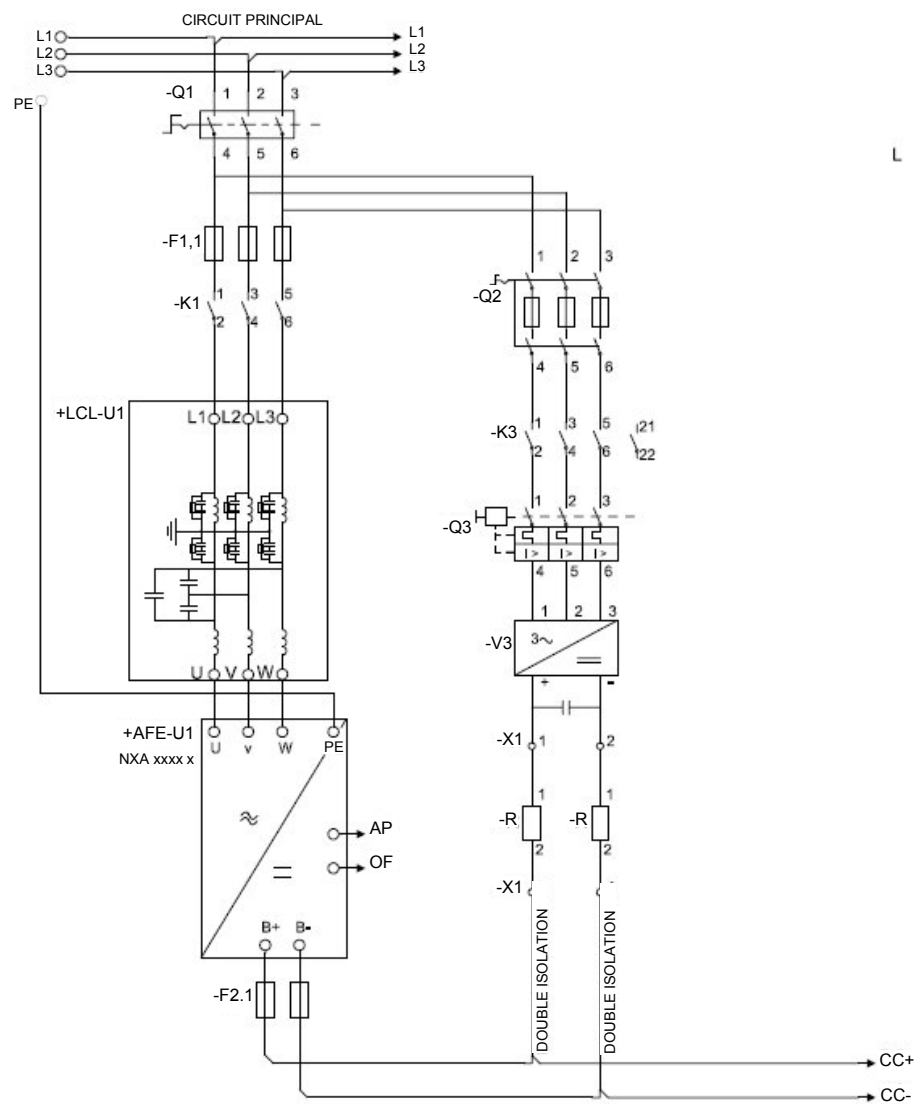 CIRCUIT PRINCIPAL
L1 L1
L2 L2
L3 L3
PE
-Q1 1 2 3
4 5 6
L
-F1,1
1 2 3
-Q2
-K1 1 3 5
2 4 6
4 5 6
+LCL-U1 L1 L2 L3
-K3 1 3 5 21
2 4 6 22
1 2 3
-Q3
I> I> I>
4 5 6
1 2 3
-V3 3~
+ -
U V W
+AFE-U1
U v W PE
NXA xxxx x
-X1 1 2
1 1
-R -R
2 2
AP
OF
-X1
B+ B-
DOUBLE ISOLATION
DOUBLE ISOLATION
-F2.1
CC+
CC-